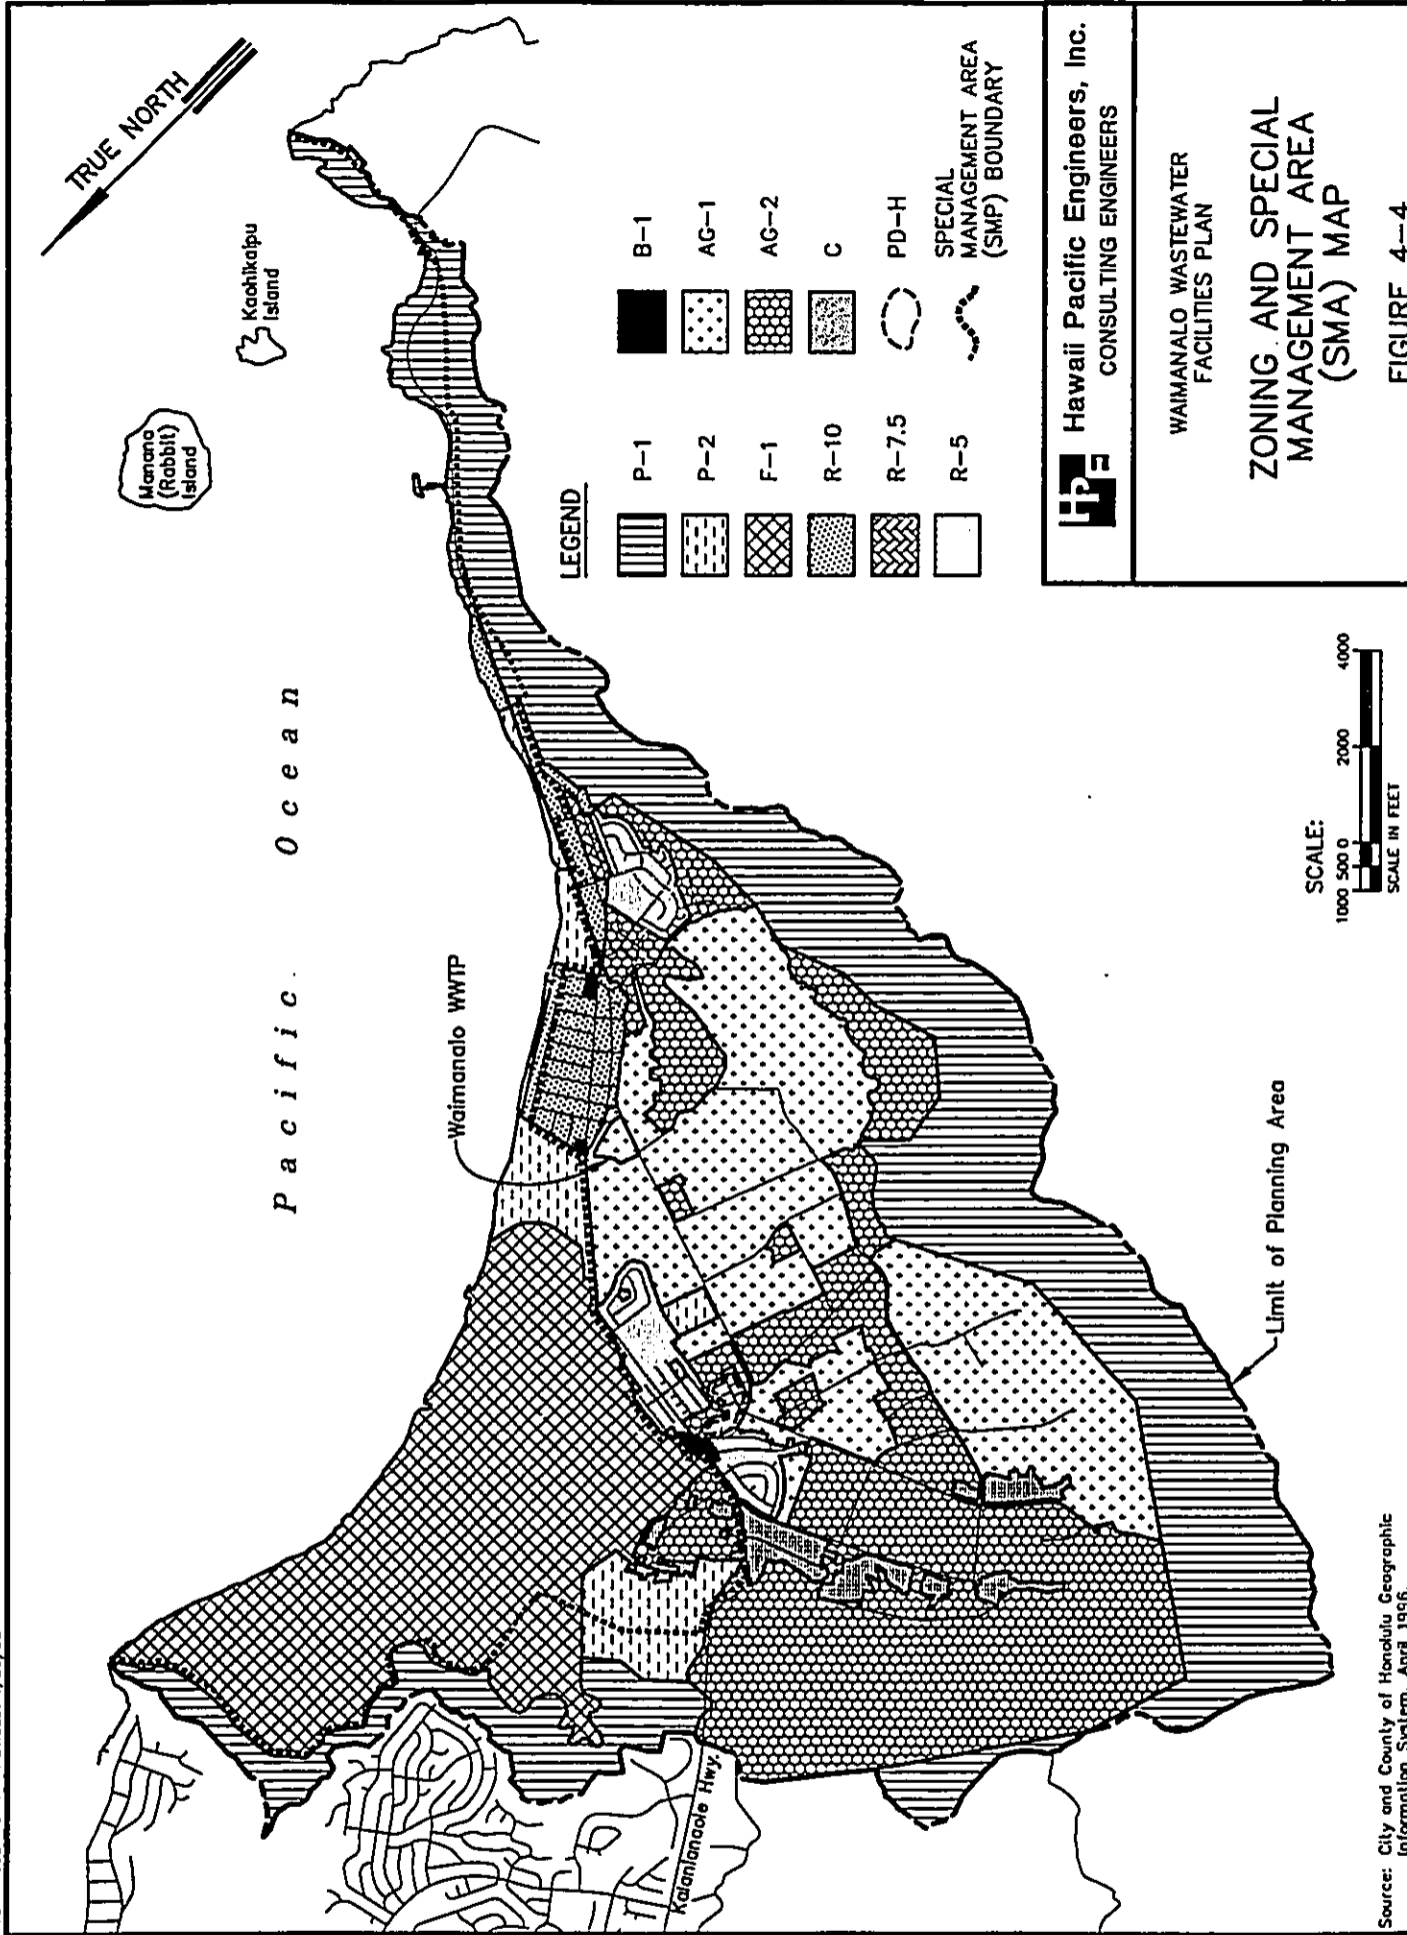 TRUE NORTH
Manana
(Rabbit)
Island
Kaohikaipu
Island
Pacific Ocean
Waimanalo WWTP
Limit of Planning Area
Kalanianaole Hwy.
LEGEND
P-1
P-2
F-1
R-10
R-7.5
R-5
B-1
AG-1
AG-2
C
PD-H
SPECIAL
MANAGEMENT AREA
(SMP) BOUNDARY
SCALE:
1000 500 0 2000 4000
SCALE IN FEET
Source: City and County of Honolulu Geographic
Information System, April 1996.
HPE Hawaii Pacific Engineers, Inc.
CONSULTING ENGINEERS
WAIMANALO WASTEWATER
FACILITIES PLAN
ZONING AND SPECIAL
MANAGEMENT AREA
(SMA) MAP
FIGURE 4-4